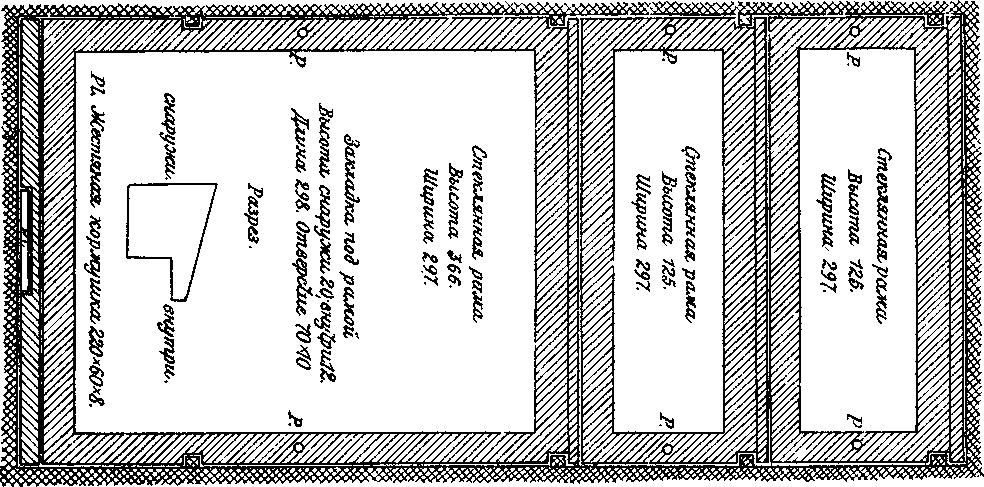 Р. Р.
Стеклянная рама
Высота 126.
Ширина 297.
Р. Р.
Стеклянная рама
Высота 125.
Ширина 297.
Р. Р.
Стеклянная рама.
Высота 366.
Ширина 297.
Закладка под рамкой
Высота снаружи 20, внутри 12.
Длина 298. Отверстие 70×10
Разрез.
снаружи. внутри.
Pl. Жестяная кормушка 220×60×8.